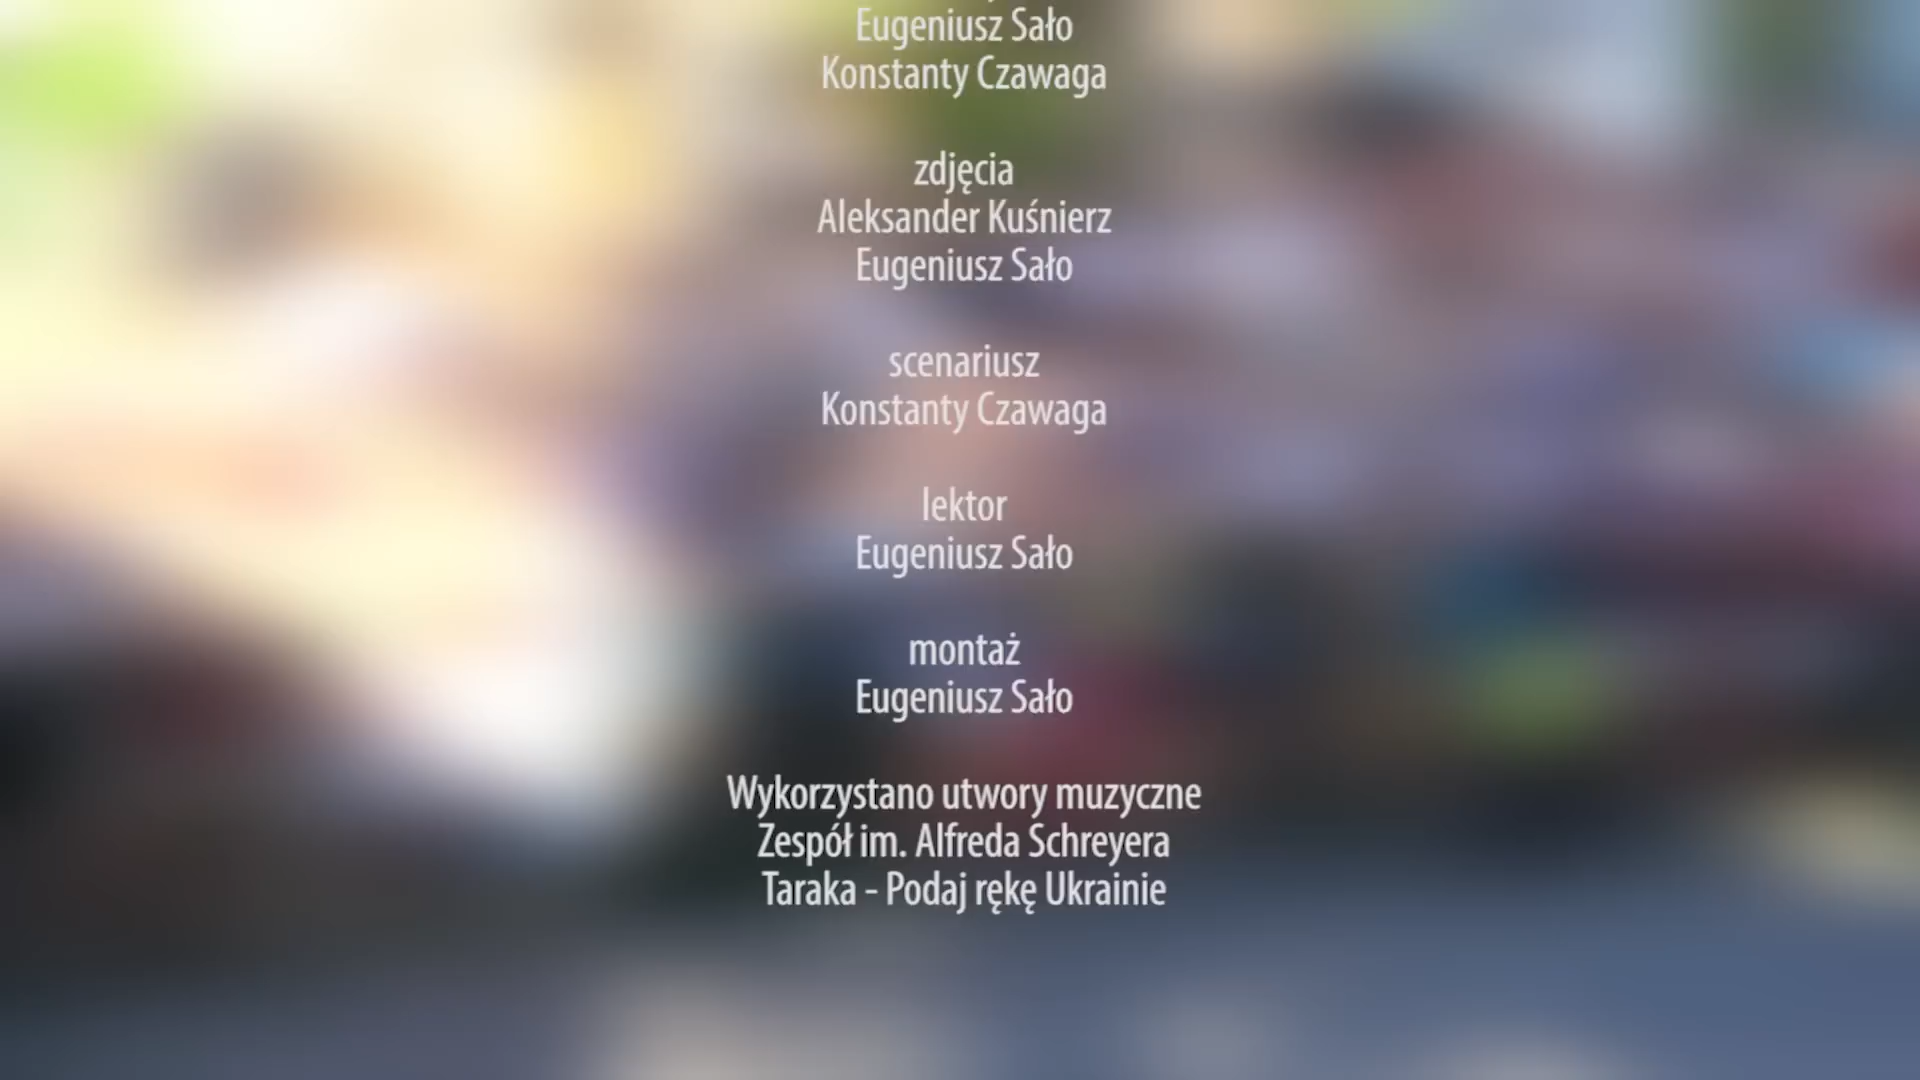 Eugeniusz Sało
Konstanty Czawaga
zdjęcia
Aleksander Kuśnierz
Eugeniusz Sało
scenariusz
Konstanty Czawaga
lektor
Eugeniusz Sało
montaż
Eugeniusz Sało
Wykorzystano utwory muzyczne
Zespół im. Alfreda Schreyera
Taraka - Podaj rękę Ukrainie